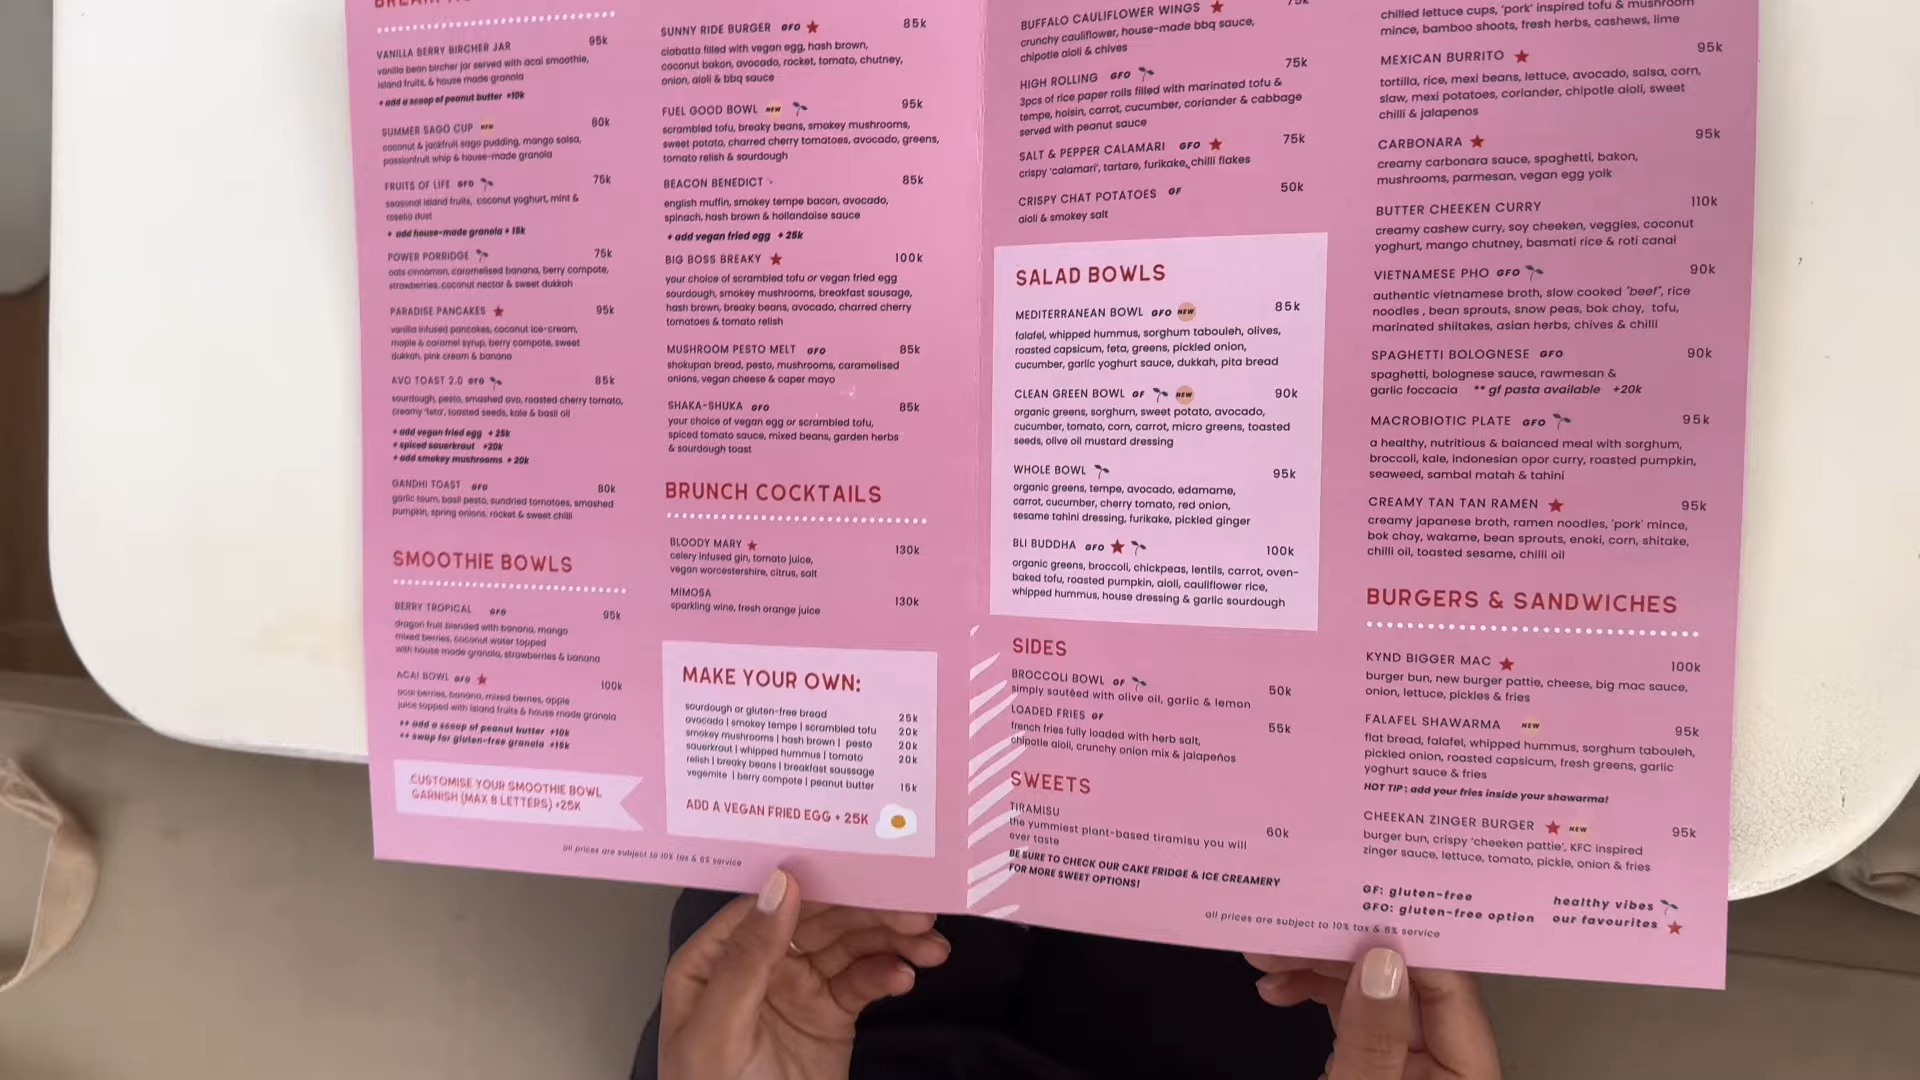 VANILLA BERRY BIRCHER JAR 95k
vanilla bean bircher jar served with acai smoothie,
island fruits, & house made granola
+ add a scoop of peanut butter +10k
SUMMER SAGO CUP NEW 80k
coconut & jackfruit sago pudding, mango salsa,
passionfruit whip & house-made granola
FRUITS OF LIFE GFO 75k
seasonal island fruits, coconut yoghurt, mint &
rosella dust
+ add house-made granola + 15k
POWER PORRIDGE 75k
oats cinnamon, caramelised banana, berry compote,
strawberries, coconut nectar & sweet dukkah
PARADISE PANCAKES 95k
vanilla infused pancakes, coconut ice-cream,
maple & caramel syrup, berry compote, sweet
dukkah, pink cream & banana
AVO TOAST 2.0 GFO 85k
sourdough, pesto, smashed avo, roasted cherry tomato,
creamy 'feta', toasted seeds, kale & basil oil
+ add vegan fried egg + 25k
+ spiced sauerkraut +20k
+ add smokey mushrooms + 20k
GANDHI TOAST GFO 80k
garlic toum, basil pesto, sundried tomatoes, smashed
pumpkin, spring onions, rocket & sweet chilli
SMOOTHIE BOWLS
BERRY TROPICAL GFO 95k
dragon fruit blended with banana, mango
mixed berries, coconut water topped
with house made granola, strawberries & banana
ACAI BOWL GFO 100k
acai berries, banana, mixed berries, apple
juice topped with island fruits & house made granola
++ add a scoop of peanut butter +10k
++ swap for gluten-free granola +15k
CUSTOMISE YOUR SMOOTHIE BOWL
GARNISH (MAX 8 LETTERS) +25K
SUNNY RIDE BURGER GFO 85k
ciabatta filled with vegan egg, hash brown,
coconut bakon, avocado, rocket, tomato, chutney,
onion, aioli & bbq sauce
FUEL GOOD BOWL NEW 95k
scrambled tofu, breaky beans, smokey mushrooms,
sweet potato, charred cherry tomatoes, avocado, greens,
tomato relish & sourdough
BEACON BENEDICT 85k
english muffin, smokey tempe bacon, avocado,
spinach, hash brown & hollandaise sauce
+ add vegan fried egg + 25k
BIG BOSS BREAKY 100k
your choice of scrambled tofu or vegan fried egg
sourdough, smokey mushrooms, breakfast sausage,
hash brown, breaky beans, avocado, charred cherry
tomatoes & tomato relish
MUSHROOM PESTO MELT GFO 85k
shokupan bread, pesto, mushrooms, caramelised
onions, vegan cheese & caper mayo
SHAKA-SHUKA GFO 85k
your choice of vegan egg or scrambled tofu,
spiced tomato sauce, mixed beans, garden herbs
& sourdough toast
BRUNCH COCKTAILS
BLOODY MARY 130k
celery infused gin, tomato juice,
vegan worcestershire, citrus, salt
MIMOSA 130k
sparkling wine, fresh orange juice
MAKE YOUR OWN:
sourdough or gluten-free bread 25k
avocado | smokey tempe | scrambled tofu 20k
smokey mushrooms | hash brown | pesto 20k
sauerkraut | whipped hummus | tomato 20k
relish | breaky beans | breakfast saussage
vegemite | berry compote | peanut butter 15k
ADD A VEGAN FRIED EGG + 25K
all prices are subject to 10% tax & 6% service
BUFFALO CAULIFLOWER WINGS 75k
crunchy cauliflower, house-made bbq sauce,
chipotle aioli & chives
HIGH ROLLING GFO 75k
3pcs of rice paper rolls filled with marinated tofu &
tempe, hoisin, carrot, cucumber, coriander & cabbage
served with peanut sauce
SALT & PEPPER CALAMARI GFO 75k
crispy 'calamari', tartare, furikake, chilli flakes
CRISPY CHAT POTATOES GF 50k
aioli & smokey salt
SALAD BOWLS
MEDITERRANEAN BOWL GFO NEW 85k
falafel, whipped hummus, sorghum tabouleh, olives,
roasted capsicum, feta, greens, pickled onion,
cucumber, garlic yoghurt sauce, dukkah, pita bread
CLEAN GREEN BOWL GF NEW 90k
organic greens, sorghum, sweet potato, avocado,
cucumber, tomato, corn, carrot, micro greens, toasted
seeds, olive oil mustard dressing
WHOLE BOWL 95k
organic greens, tempe, avocado, edamame,
carrot, cucumber, cherry tomato, red onion,
sesame tahini dressing, furikake, pickled ginger
BLI BUDDHA GFO 100k
organic greens, broccoli, chickpeas, lentils, carrot, oven-
baked tofu, roasted pumpkin, aioli, cauliflower rice,
whipped hummus, house dressing & garlic sourdough
SIDES
BROCCOLI BOWL GF 50k
simply sautéed with olive oil, garlic & lemon
LOADED FRIES GF 55k
french fries fully loaded with herb salt,
chipotle aioli, crunchy onion mix & jalapeños
SWEETS
TIRAMISU 60k
the yummiest plant-based tiramisu you will
ever taste
BE SURE TO CHECK OUR CAKE FRIDGE & ICE CREAMERY
FOR MORE SWEET OPTIONS!
chilled lettuce cups, 'pork' inspired tofu & mushroom
mince, bamboo shoots, fresh herbs, cashews, lime
MEXICAN BURRITO 95k
tortilla, rice, mexi beans, lettuce, avocado, salsa, corn,
slaw, mexi potatoes, coriander, chipotle aioli, sweet
chilli & jalapenos
CARBONARA 95k
creamy carbonara sauce, spaghetti, bakon,
mushrooms, parmesan, vegan egg yolk
BUTTER CHEEKEN CURRY 110k
creamy cashew curry, soy cheeken, veggies, coconut
yoghurt, mango chutney, basmati rice & roti canai
VIETNAMESE PHO GFO 90k
authentic vietnamese broth, slow cooked "beef", rice
noodles , bean sprouts, snow peas, bok choy, tofu,
marinated shiitakes, asian herbs, chives & chilli
SPAGHETTI BOLOGNESE GFO 90k
spaghetti, bolognese sauce, rawmesan &
garlic foccacia ** gf pasta available +20k
MACROBIOTIC PLATE GFO 95k
a healthy, nutritious & balanced meal with sorghum,
broccoli, kale, indonesian opor curry, roasted pumpkin,
seaweed, sambal matah & tahini
CREAMY TAN TAN RAMEN 95k
creamy japanese broth, ramen noodles, 'pork' mince,
bok choy, wakame, bean sprouts, enoki, corn, shitake,
chilli oil, toasted sesame, chilli oil
BURGERS & SANDWICHES
KYND BIGGER MAC 100k
burger bun, new burger pattie, cheese, big mac sauce,
onion, lettuce, pickles & fries
FALAFEL SHAWARMA NEW 95k
flat bread, falafel, whipped hummus, sorghum tabouleh,
pickled onion, roasted capsicum, fresh greens, garlic
yoghurt sauce & fries
HOT TIP: add your fries inside your shawarma!
CHEEKAN ZINGER BURGER NEW 95k
burger bun, crispy 'cheeken pattie', KFC inspired
zinger sauce, lettuce, tomato, pickle, onion & fries
GF: gluten-free healthy vibes
GFO: gluten-free option our favourites
all prices are subject to 10% tax & 6% service